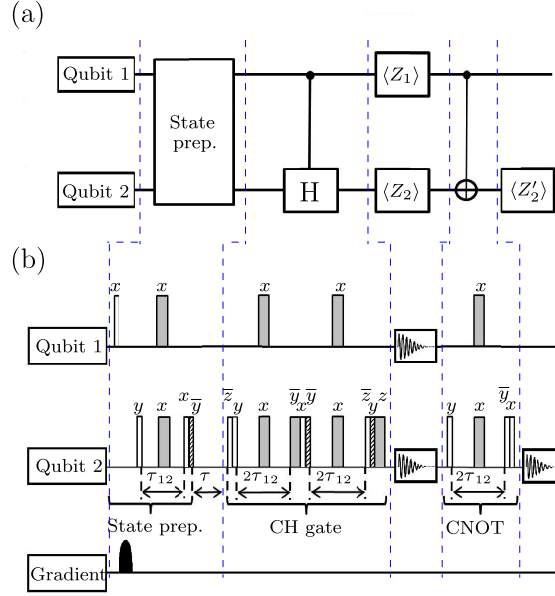 (a)
Qubit 1
State
prep.
⟨Z₁⟩
Qubit 2
H
⟨Z₂⟩
⟨Z′₂⟩
(b)
x x x x x
Qubit 1
y x x y̅ z̅ y x y̅ x y̅ x z̅ y z y x y̅ x
Qubit 2
τ₁₂ τ 2τ₁₂ 2τ₁₂ 2τ₁₂
State prep. CH gate CNOT
Gradient